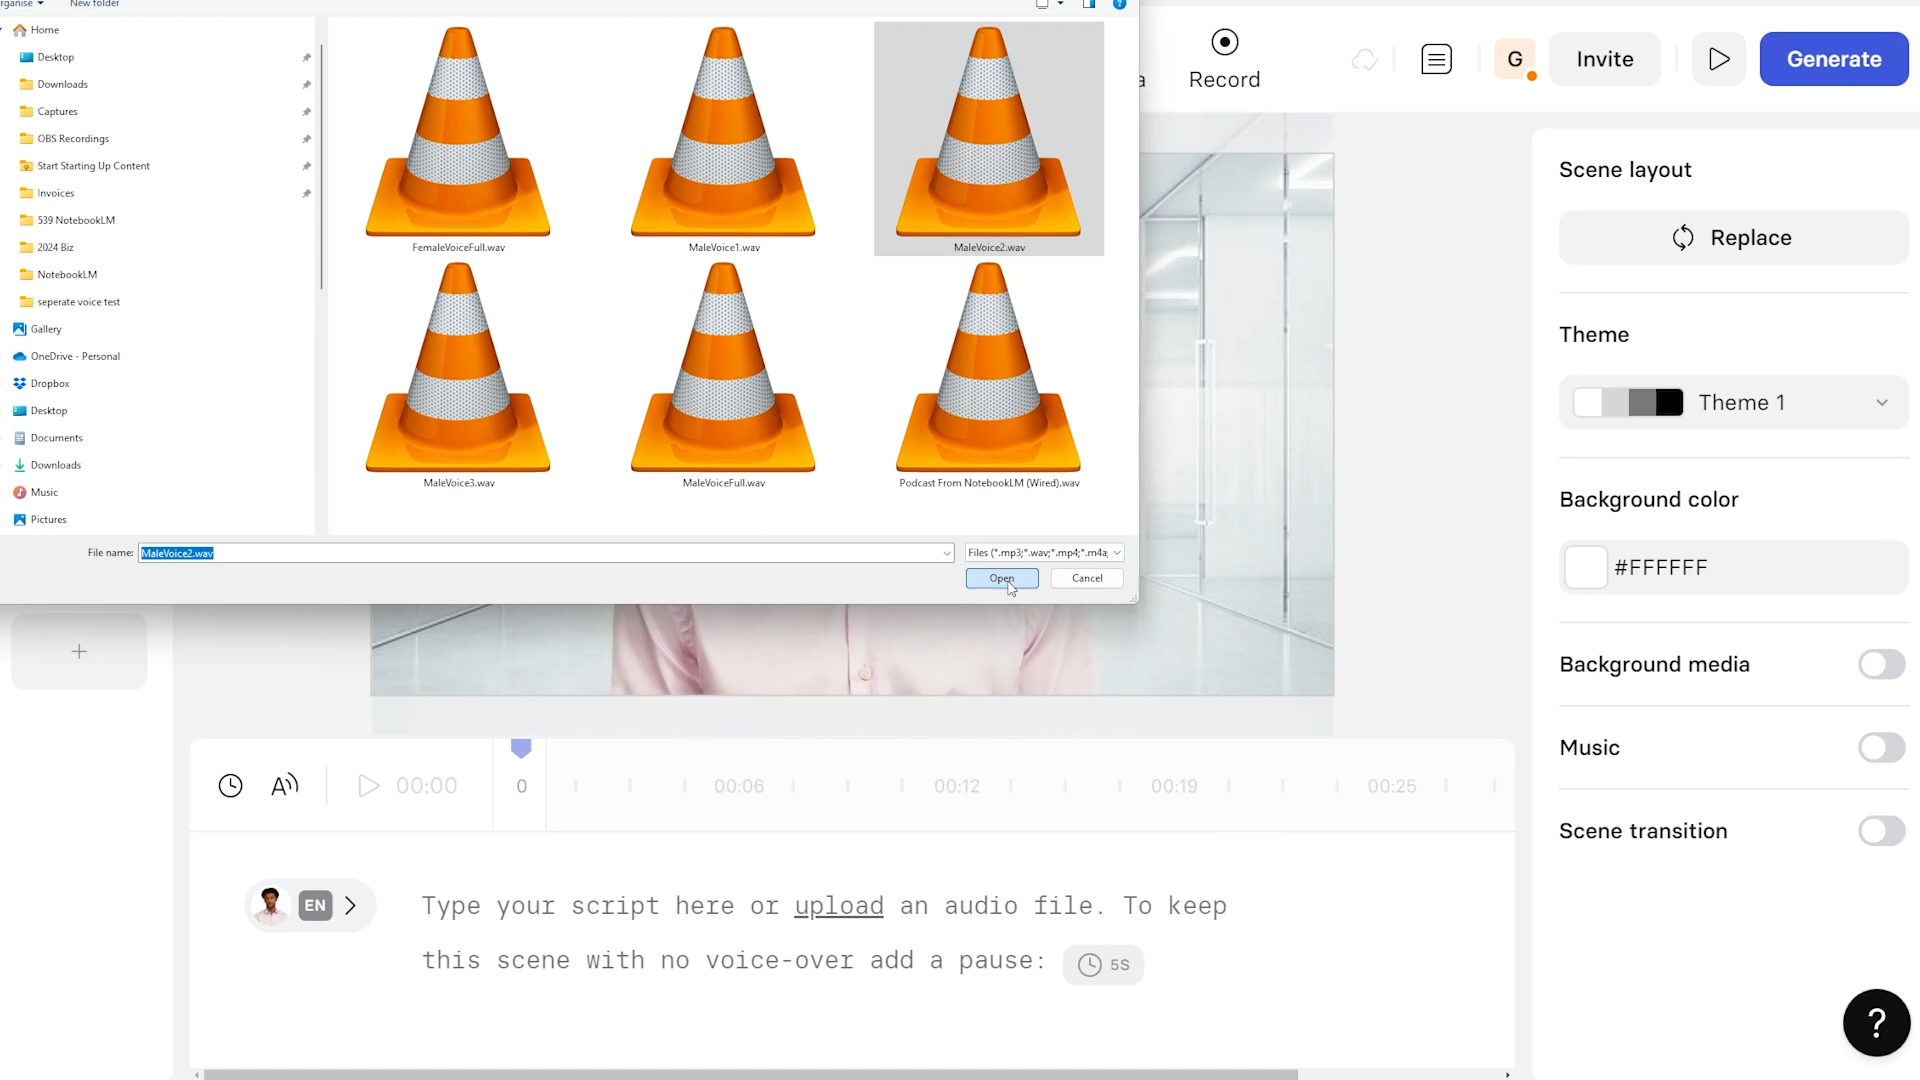 New folder
Home
Desktop
Downloads
Captures
OBS Recordings
Start Starting Up Content
Invoices
539 NotebookLM
2024 Biz
NotebookLM
seperate voice test
Gallery
OneDrive - Personal
Dropbox
Desktop
Documents
Downloads
Music
Pictures
FemaleVoiceFull.wav
MaleVoice1.wav
MaleVoice2.wav
MaleVoice3.wav
MaleVoiceFull.wav
Podcast From NotebookLM (Wired).wav
File name: MaleVoice2.wav
Files (*.mp3;*.wav;*.mp4;*.m4a;
Open
Cancel
Record
G
Invite
Generate
Scene layout
Replace
Theme
Theme 1
Background color
#FFFFFF
Background media
Music
Scene transition
+
A
00:00
0
00:06
00:12
00:19
00:25
EN
Type your script here or upload an audio file. To keep
this scene with no voice-over add a pause: 5S
?